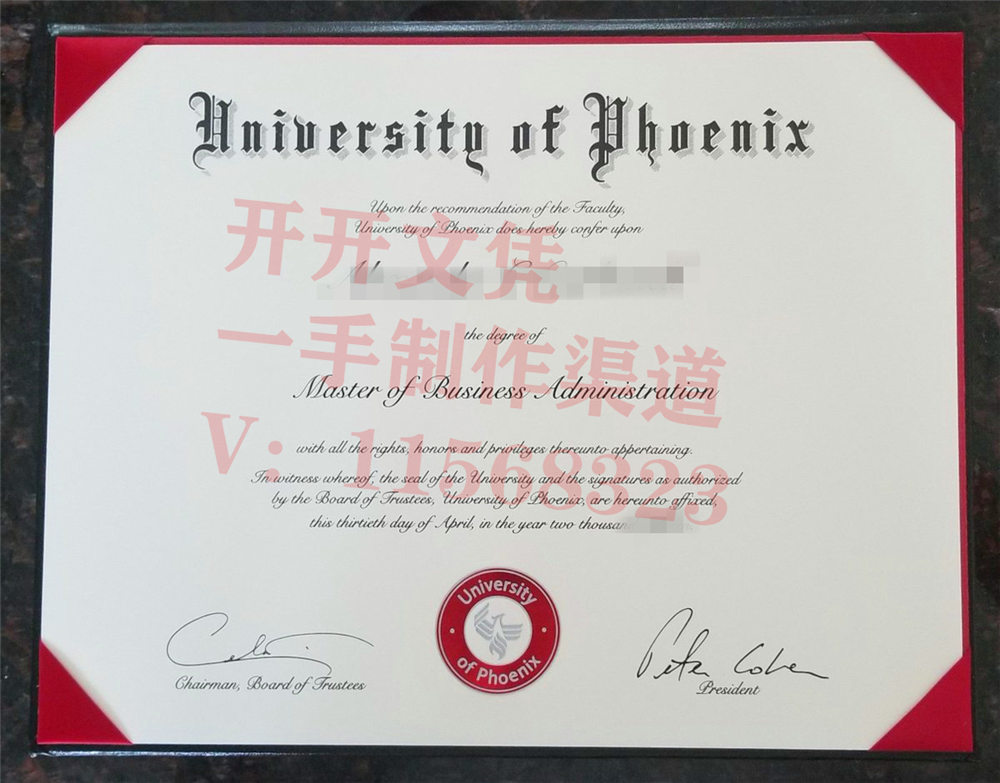 University of Phoenix
Upon the recommendation of the Faculty,
University of Phoenix does hereby confer upon
开开文凭
the degree of
一手制作渠道
Master of Business Administration
V：11568323
with all the rights, honors and privileges thereunto appertaining.
In witness whereof, the seal of the University and the signatures as authorized
by the Board of Trustees, University of Phoenix, are hereunto affixed,
this thirtieth day of April, in the year two
University
of Phoenix
Chairman, Board of Trustees
Peter Cohen
President